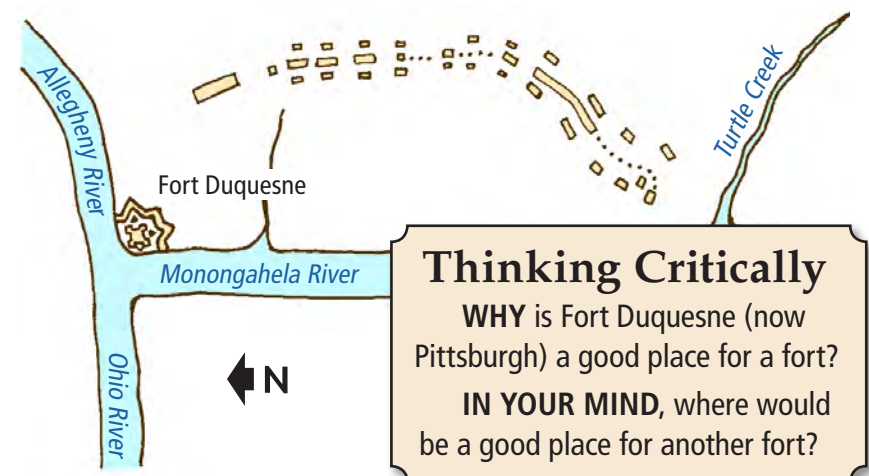 Allegheny River
Turtle Creek
Fort Duquesne
Monongahela River
Ohio River
N
Thinking Critically
WHY is Fort Duquesne (now
Pittsburgh) a good place for a fort?
IN YOUR MIND, where would
be a good place for another fort?